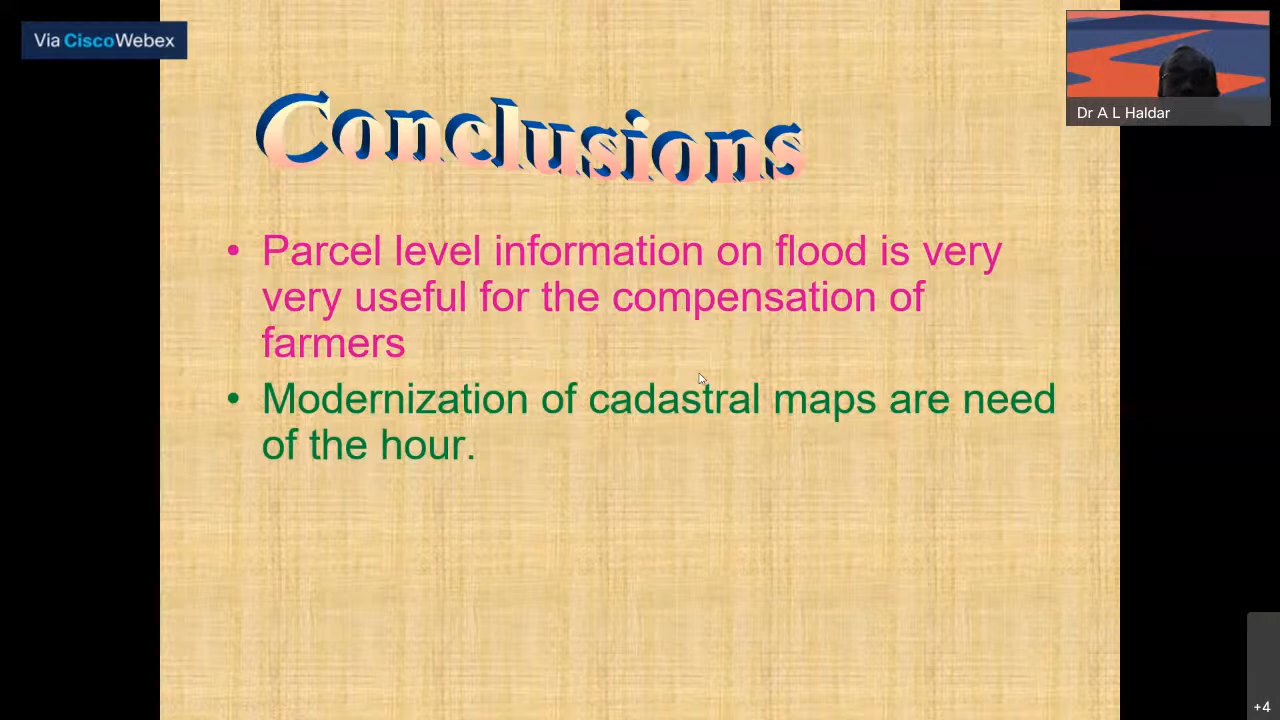 Via CiscoWebex
Dr A L Haldar
Conclusions
• Parcel level information on flood is very
very useful for the compensation of
farmers
• Modernization of cadastral maps are need
of the hour.
+4